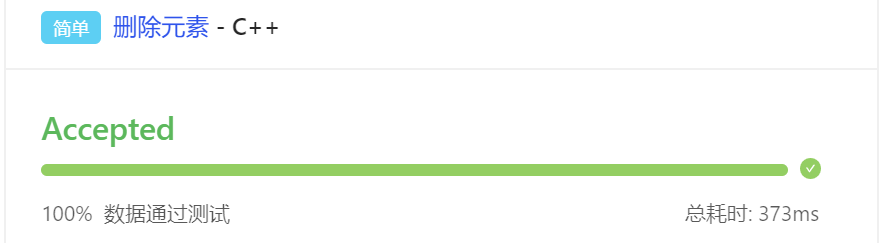 简单 删除元素 - C++
Accepted
100% 数据通过测试 总耗时: 373ms